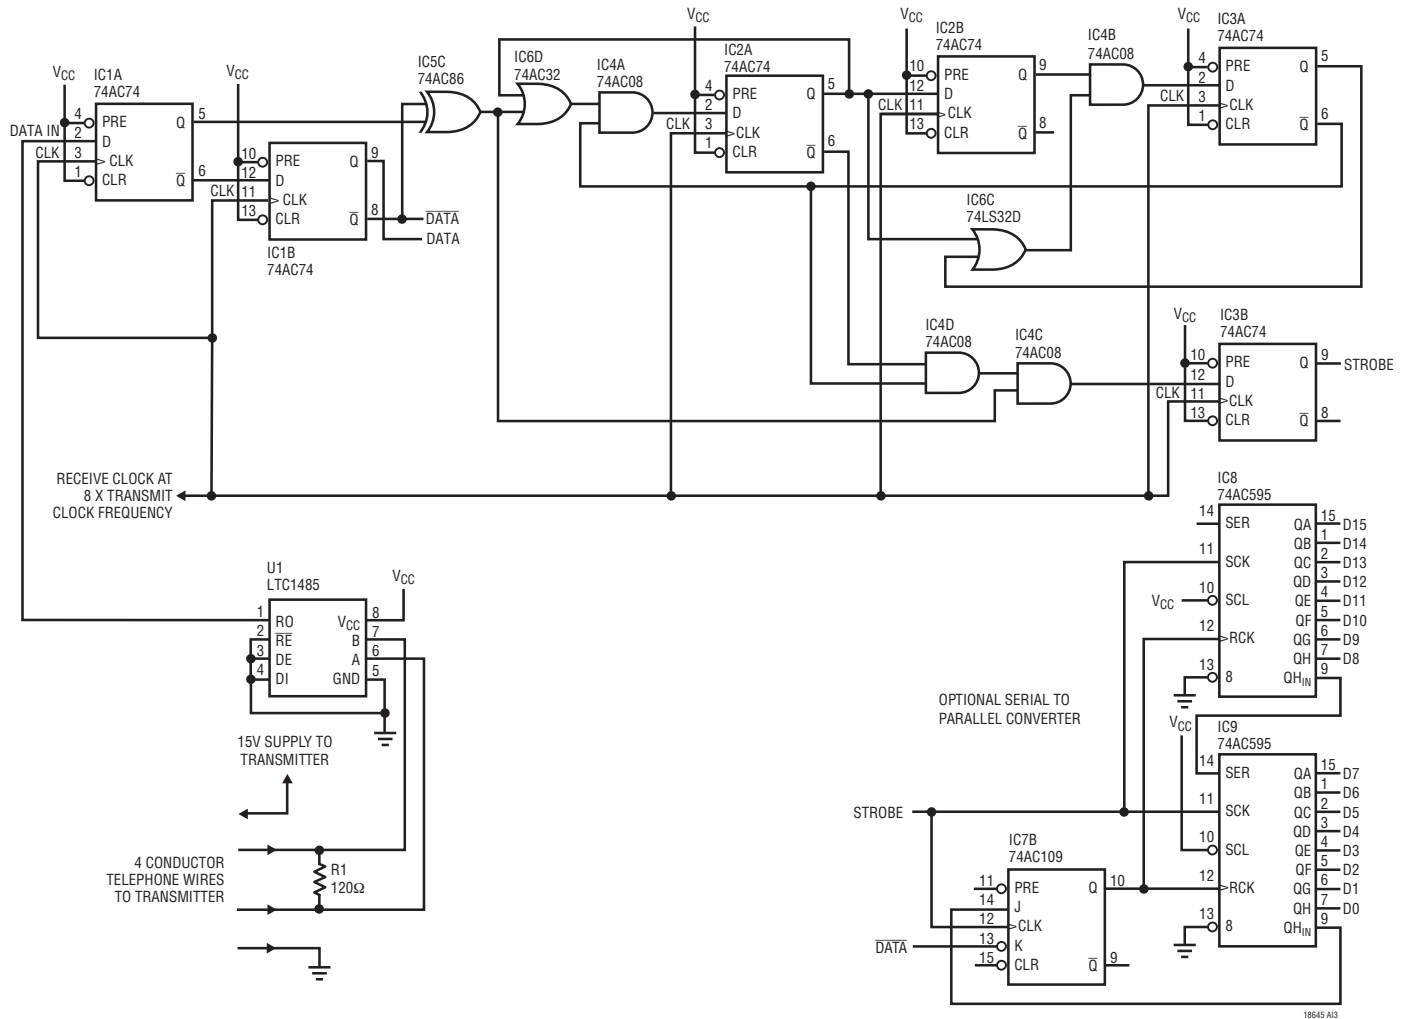 VCC
IC1A
74AC74
4
PRE
DATA IN
2
D
Q
5
CLK
3
CLK
1
CLR
Q
6
VCC
10
PRE
Q
9
12
D
CLK
11
CLK
13
CLR
Q
8
IC1B
74AC74
DATA
DATA
IC5C
74AC86
IC6D
74AC32
IC4A
74AC08
VCC
IC2A
74AC74
4
PRE
2
D
Q
5
CLK
3
CLK
1
CLR
Q
6
VCC
IC2B
74AC74
10
PRE
Q
9
12
D
CLK
11
CLK
13
CLR
Q
8
IC4B
74AC08
VCC
IC3A
74AC74
4
PRE
Q
5
2
D
CLK
3
CLK
1
CLR
Q
6
IC6C
74LS32D
IC4D
74AC08
IC4C
74AC08
VCC
IC3B
74AC74
10
PRE
Q
9
STROBE
12
D
CLK
11
CLK
13
CLR
Q
8
RECEIVE CLOCK AT
8 X TRANSMIT
CLOCK FREQUENCY
U1
LTC1485
VCC
1
RO
VCC
8
2
RE
B
7
3
DE
A
6
4
DI
GND
5
15V SUPPLY TO
TRANSMITTER
4 CONDUCTOR
TELEPHONE WIRES
TO TRANSMITTER
R1
120Ω
IC8
74AC595
14
SER
QA
15
D15
QB
1
D14
11
SCK
QC
2
D13
QD
3
D12
VCC
10
SCL
QE
4
D11
QF
5
D10
12
RCK
QG
6
D9
QH
7
D8
13
8
QHIN
9
OPTIONAL SERIAL TO
PARALLEL CONVERTER
VCC
IC9
74AC595
14
SER
QA
15
D7
QB
1
D6
STROBE
11
SCK
QC
2
D5
QD
3
D4
10
SCL
QE
4
D3
QF
5
D2
12
RCK
QG
6
D1
QH
7
D0
13
8
QHIN
9
IC7B
74AC109
11
PRE
Q
10
14
J
12
CLK
DATA
13
K
15
CLR
Q
9
18645 AI3